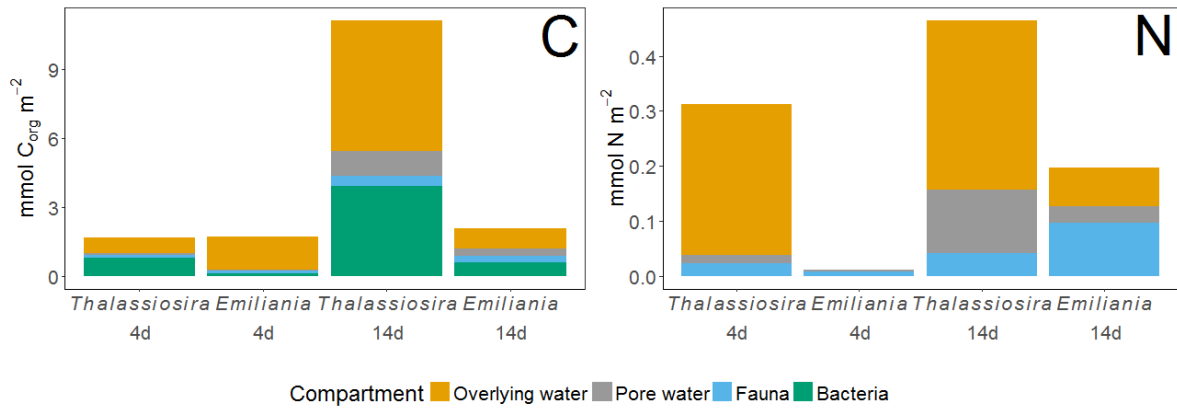 C
mmol C_org m⁻²
9
6
3
0
Thalassiosira Emiliania Thalassiosira Emiliania
4d 4d 14d 14d
N
mmol N m⁻²
0.4
0.3
0.2
0.1
0.0
Thalassiosira Emiliania Thalassiosira Emiliania
4d 4d 14d 14d
Compartment Overlying water Pore water Fauna Bacteria